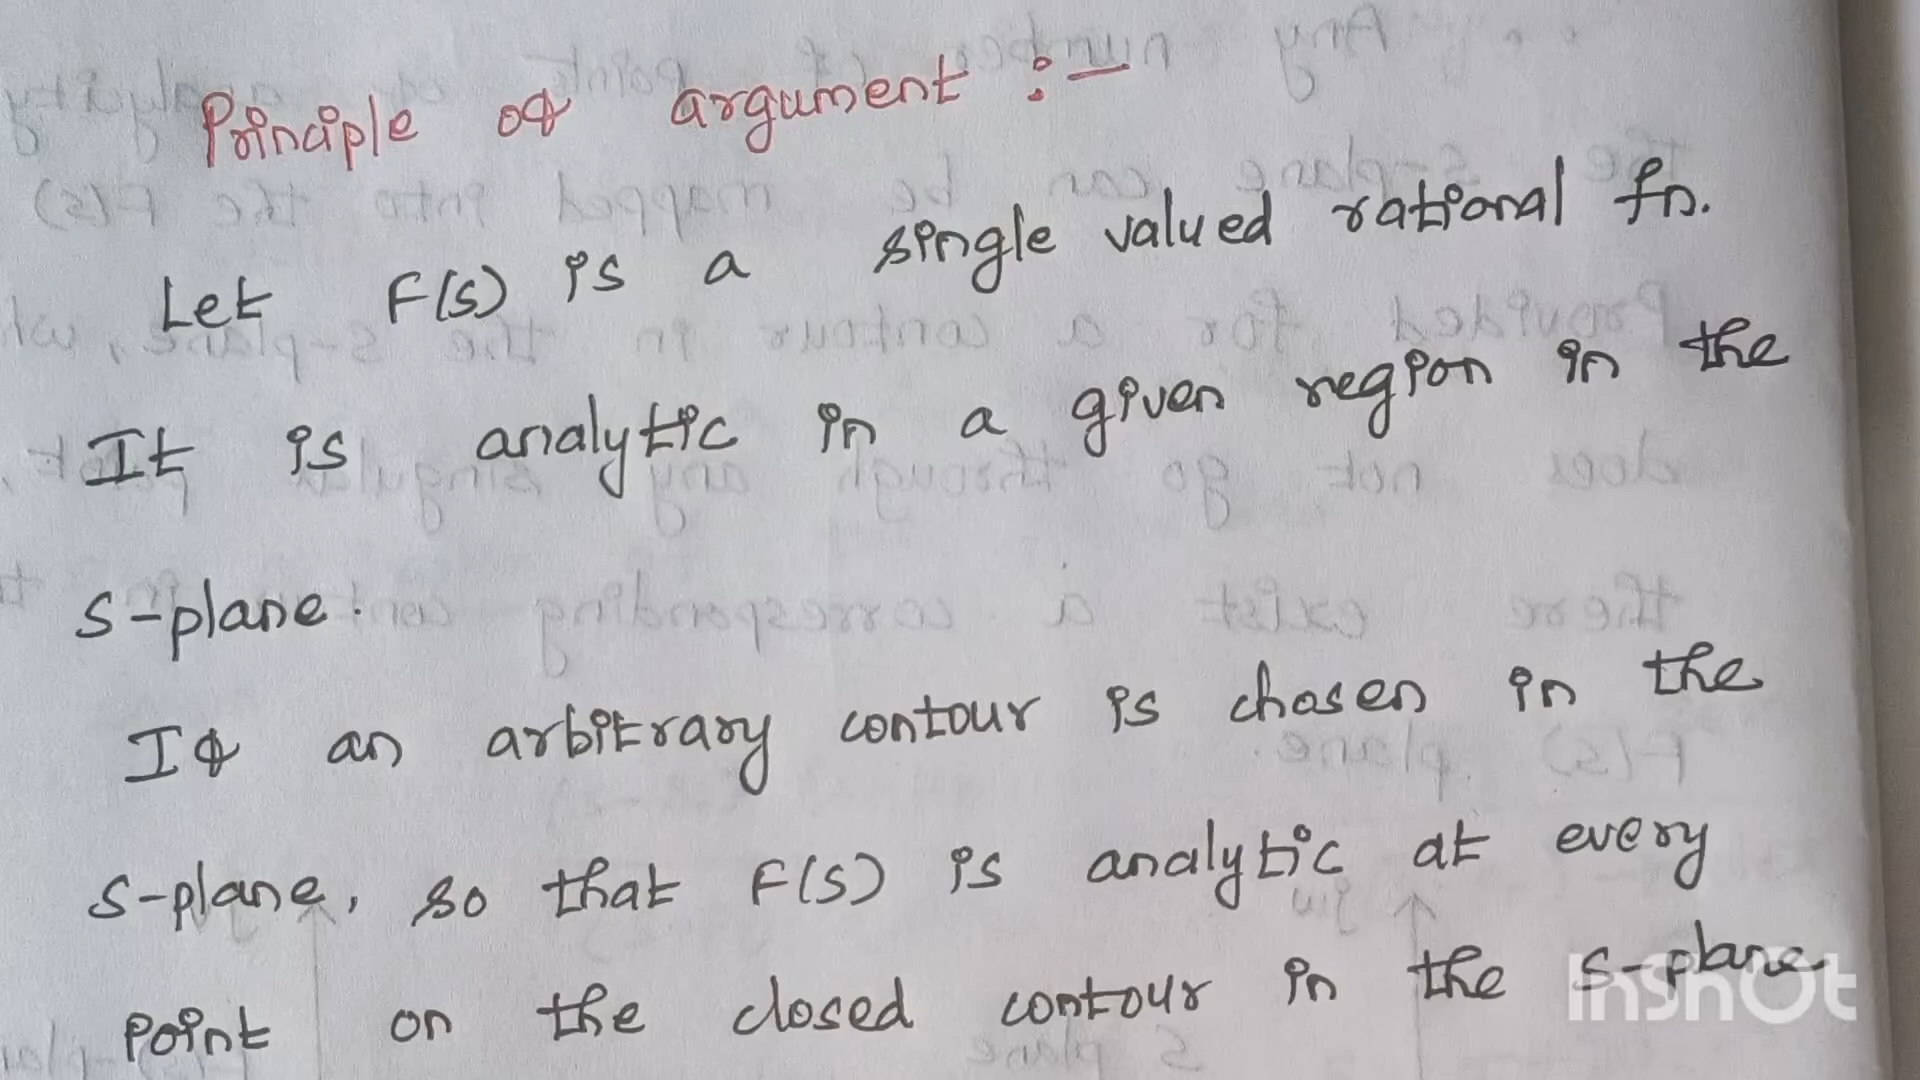 Principle of argument :-
Let F(s) is a single valued rational fn.
It is analytic in a given region in the
s-plane.
If an arbitrary contour is chosen in the
s-plane, so that F(s) is analytic at every
point on the closed contour in the s-plane
InShOt